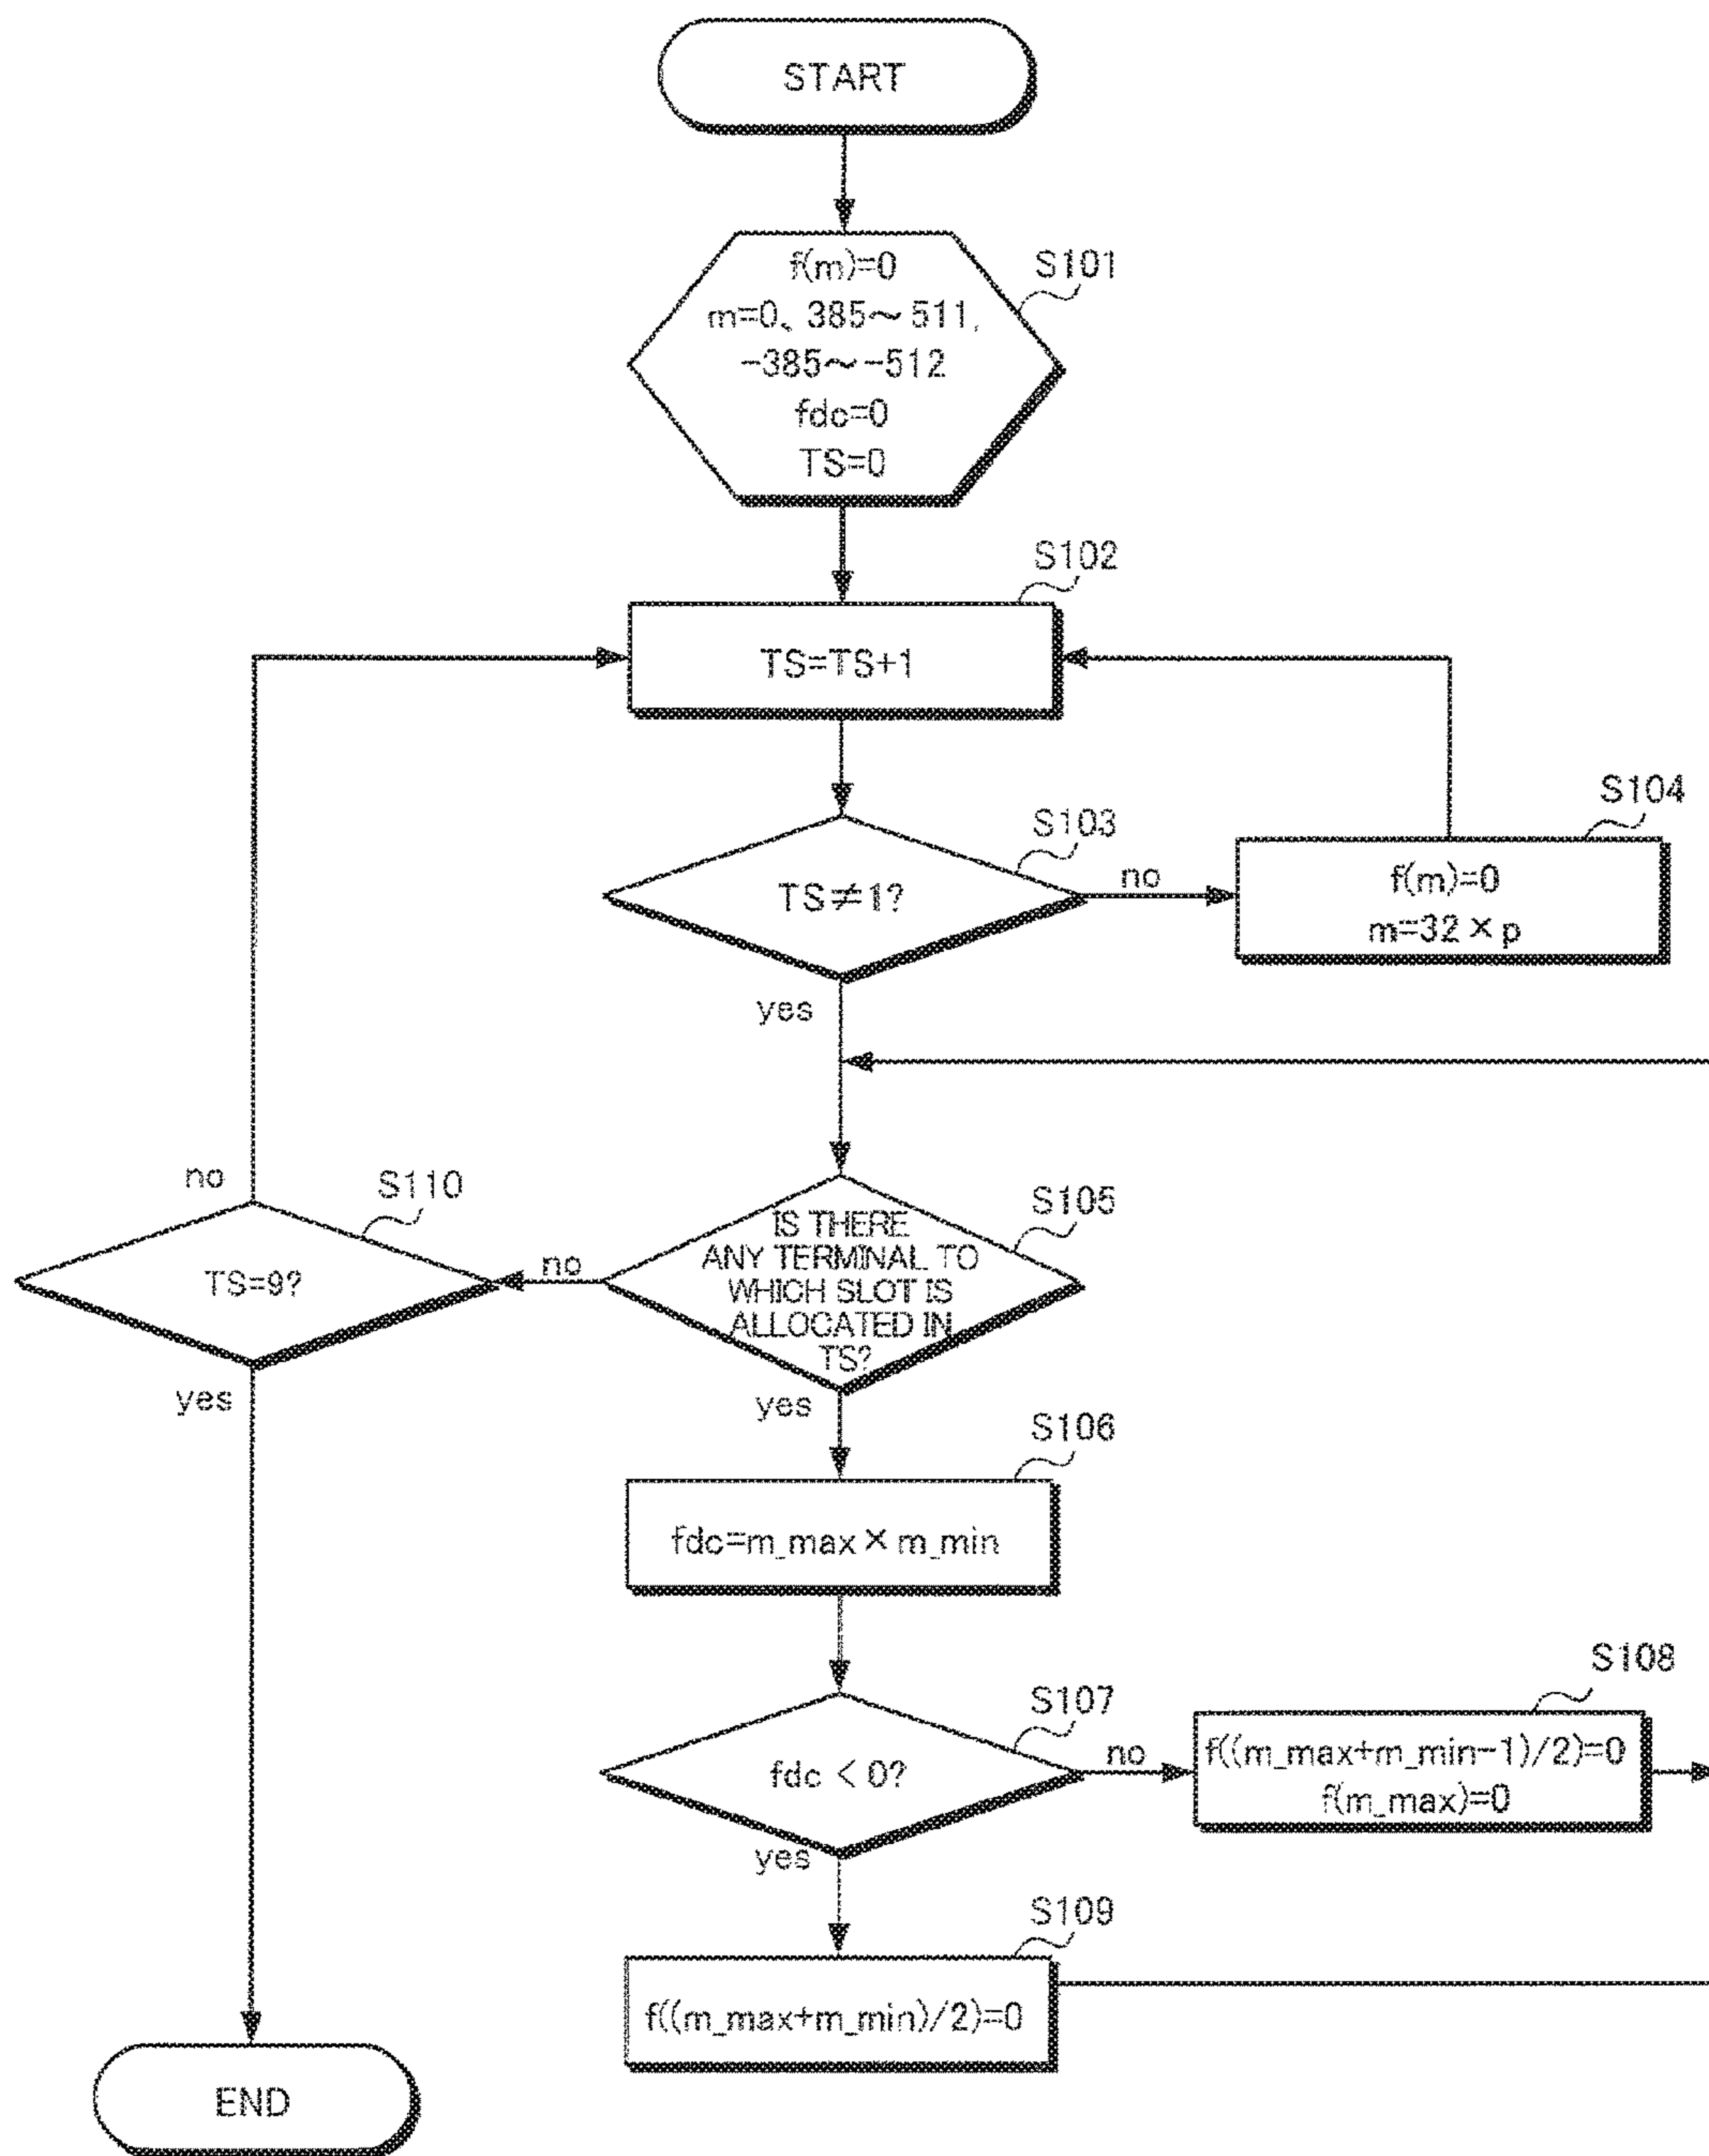 START
S101
f(m)=0
m=0、385～511,
-385～-512
fdc=0
TS=0
S102
TS=TS+1
S103
TS≠1?
no
yes
S104
f(m)=0
m=32×p
S105
IS THERE
ANY TERMINAL TO
WHICH SLOT IS
ALLOCATED IN
TS?
no
yes
S110
TS=9?
no
yes
S106
fdc=m_max×m_min
S107
fdc < 0?
no
yes
S108
f((m_max+m_min-1)/2)=0
f(m_max)=0
S109
f((m_max+m_min)/2)=0
END